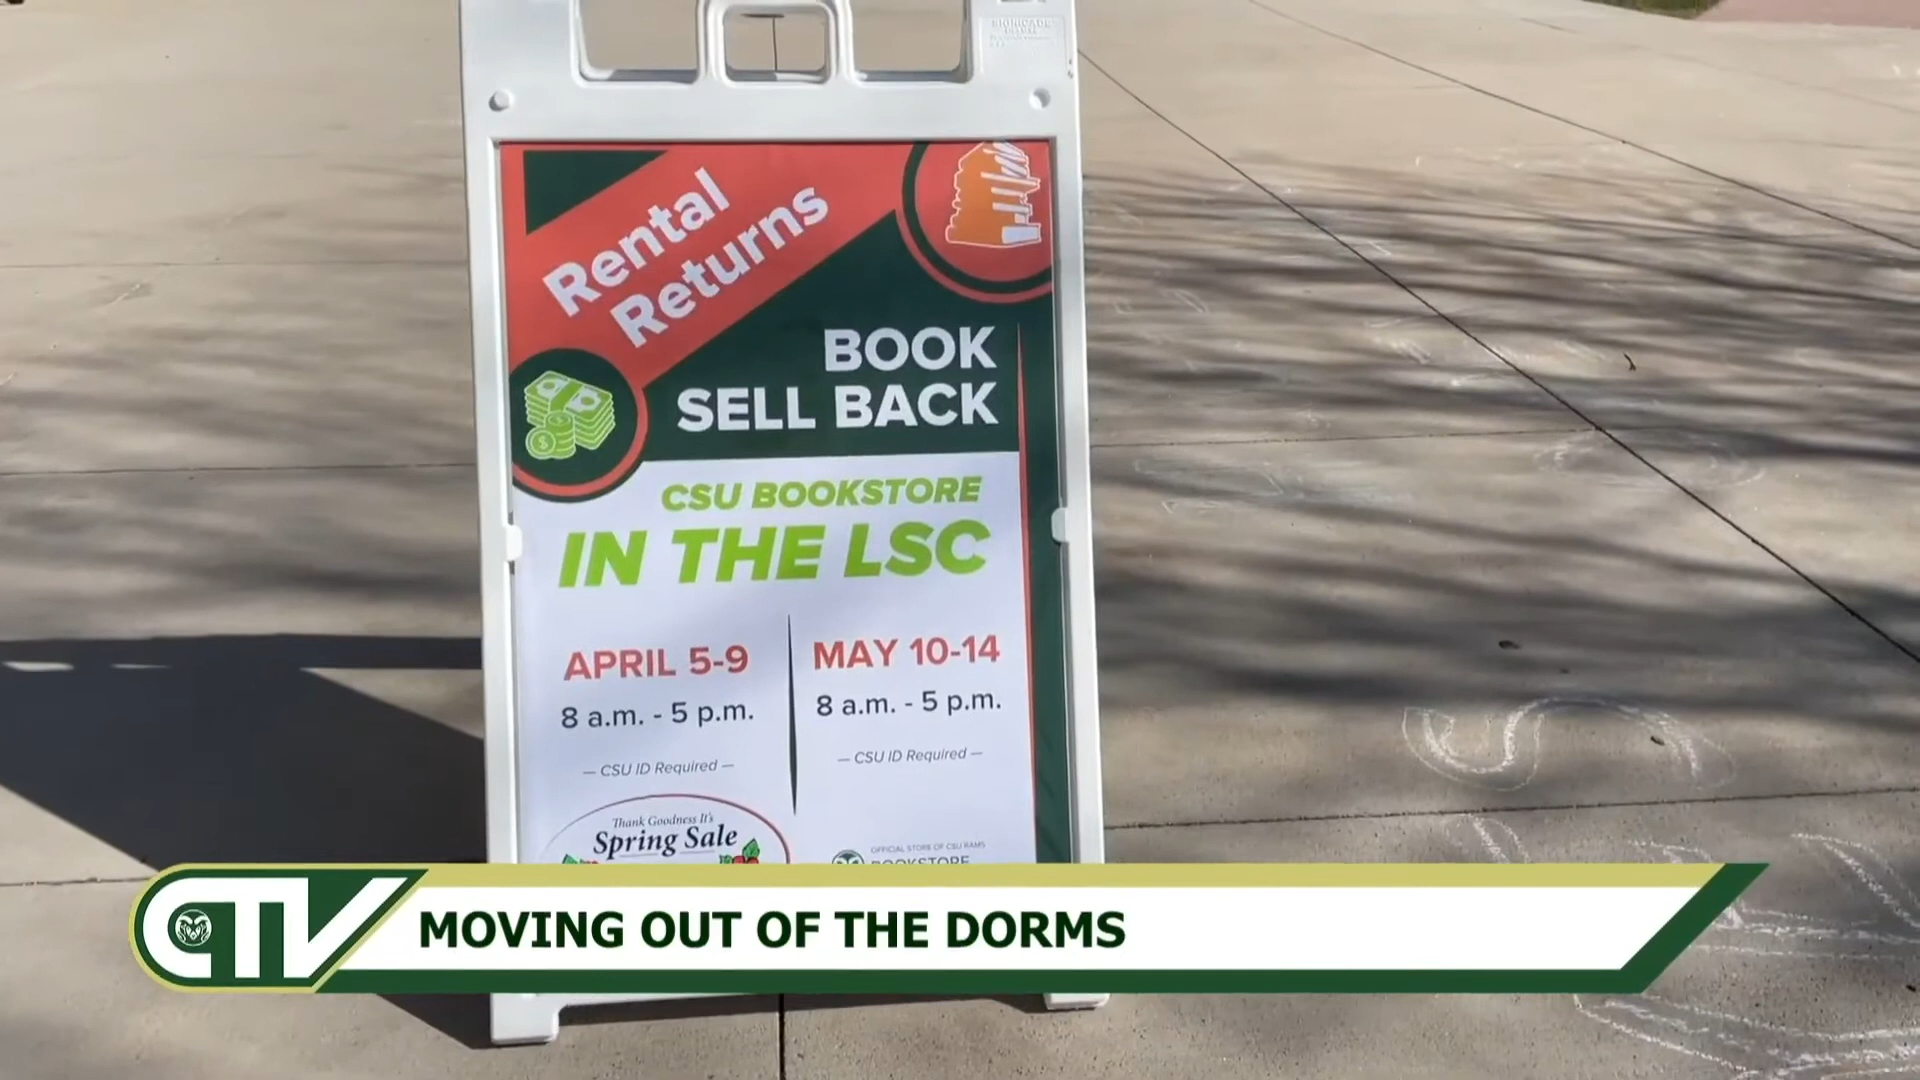 SIGNICADE
Rental
Returns
BOOK
SELL BACK
CSU BOOKSTORE
IN THE LSC
APRIL 5-9
8 a.m. - 5 p.m.
— CSU ID Required —
MAY 10-14
8 a.m. - 5 p.m.
— CSU ID Required —
Thank Goodness It's
Spring Sale
OFFICIAL STORE OF CSU RAMS
BOOKSTORE
CTV
MOVING OUT OF THE DORMS